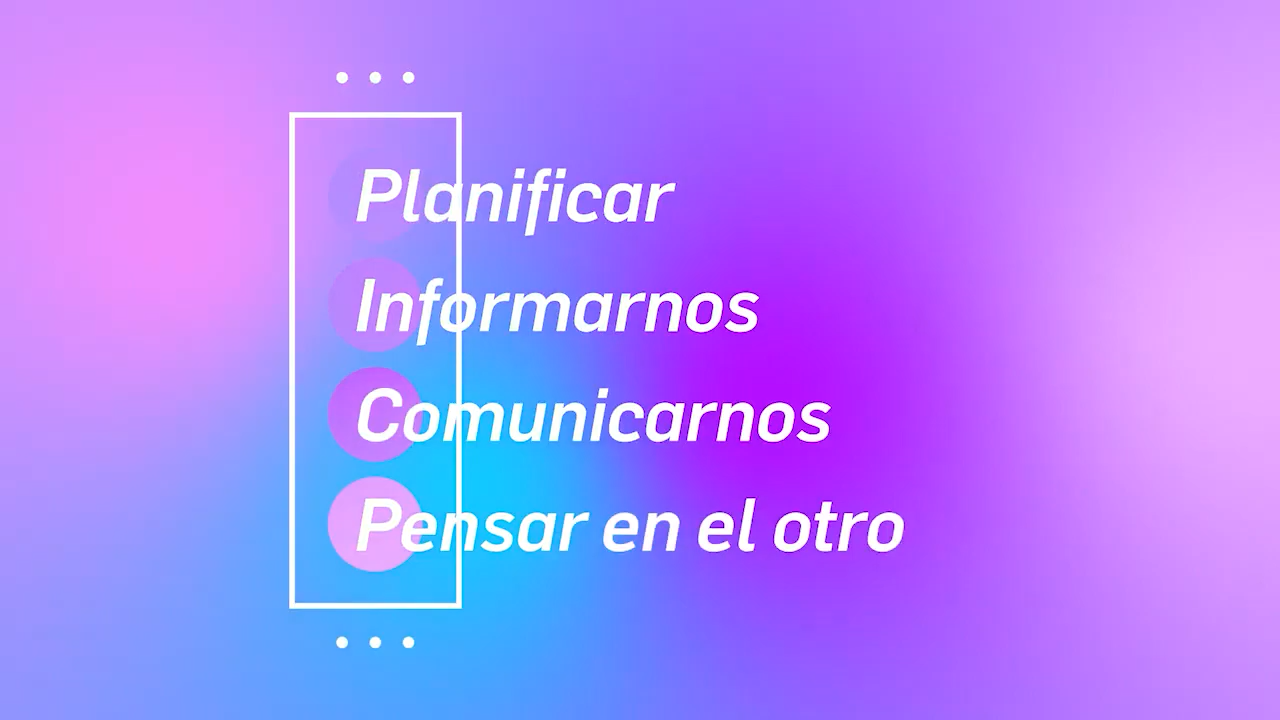 Planificar
Informarnos
Comunicarnos
Pensar en el otro